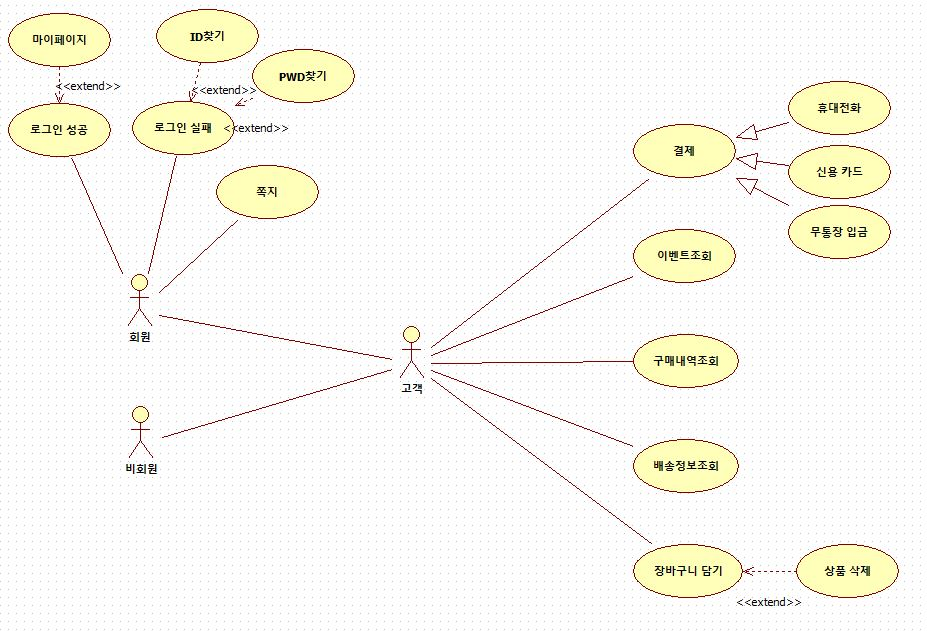 마이페이지
ID찾기
PWD찾기
<<extend>>
<<extend>>
<<extend>>
로그인 성공
로그인 실패
쪽지
회원
비회원
고객
결제
휴대전화
신용 카드
무통장 입금
이벤트조회
구매내역조회
배송정보조회
장바구니 담기
상품 삭제
<<extend>>